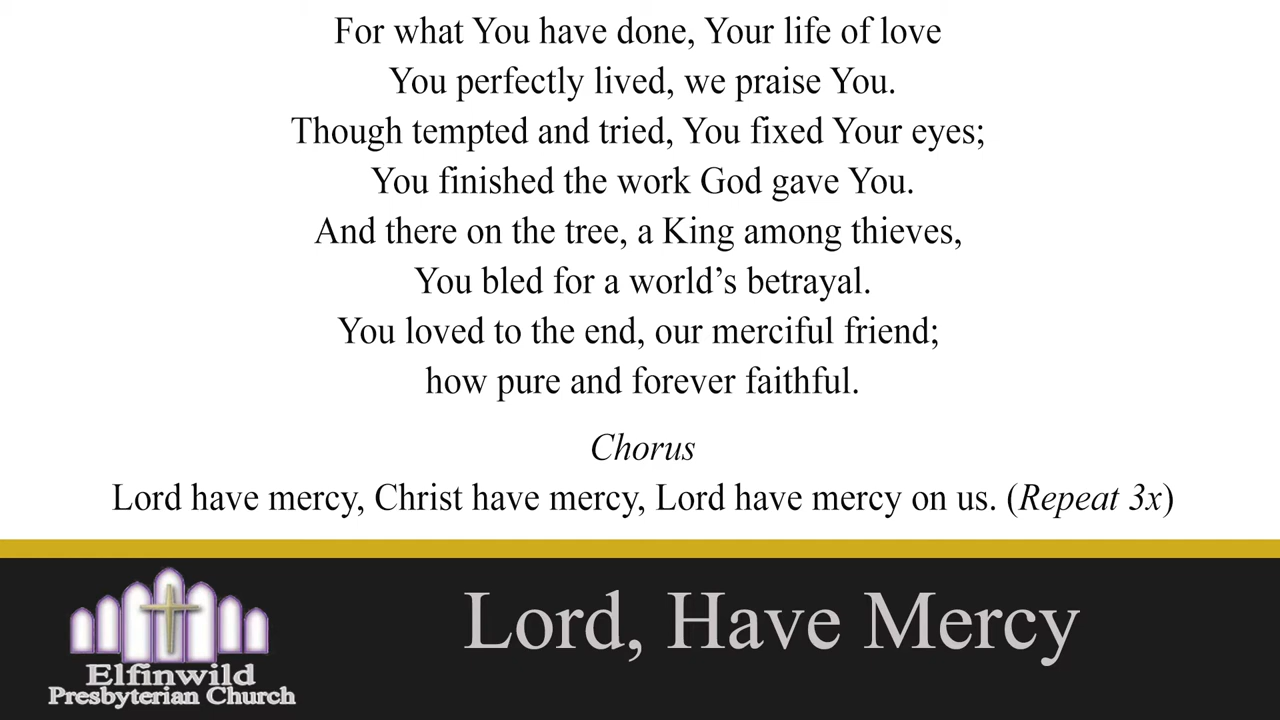 For what You have done, Your life of love
You perfectly lived, we praise You.
Though tempted and tried, You fixed Your eyes;
You finished the work God gave You.
And there on the tree, a King among thieves,
You bled for a world’s betrayal.
You loved to the end, our merciful friend;
how pure and forever faithful.
Chorus
Lord have mercy, Christ have mercy, Lord have mercy on us. (Repeat 3x)
Lord, Have Mercy
Elfinwild
Presbyterian Church